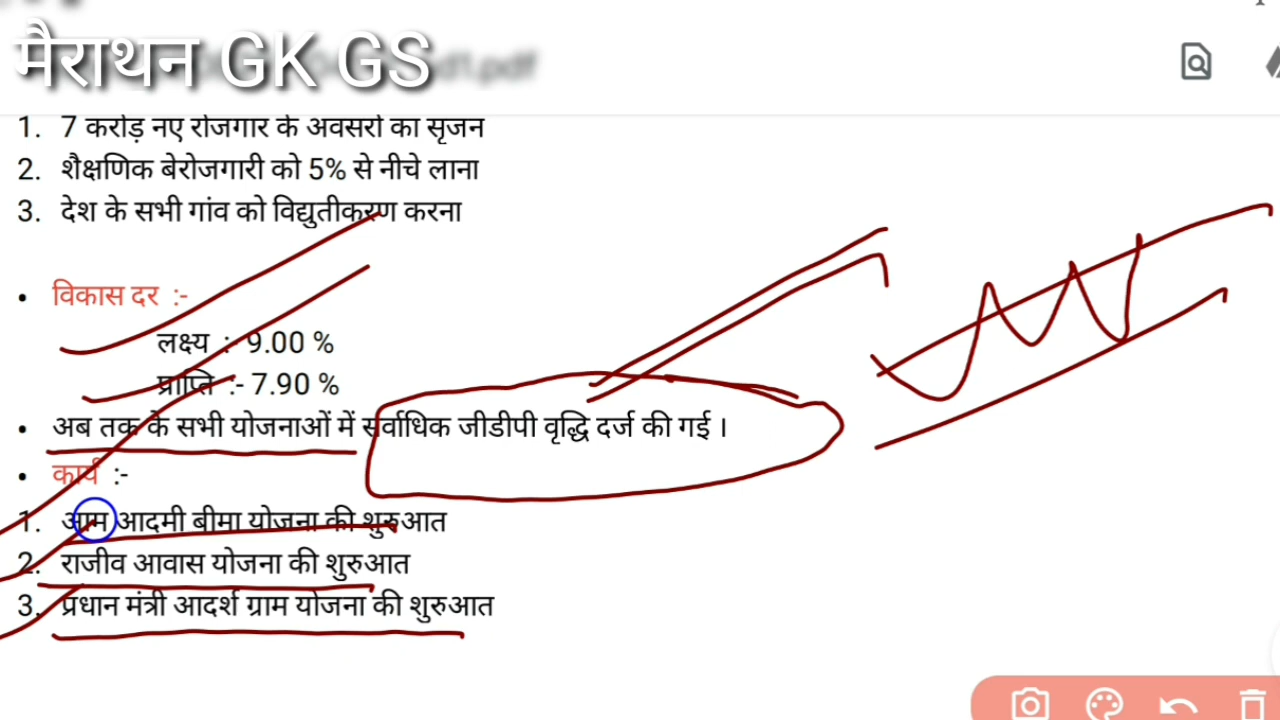 मैराथन GK GS
d1.pdf
1. 7 करोड़ नए रोजगार के अवसरों का सृजन
2. शैक्षणिक बेरोजगारी को 5% से नीचे लाना
3. देश के सभी गांव को विद्युतीकरण करना
• विकास दर :-
लक्ष्य :- 9.00 %
प्राप्ति :- 7.90 %
• अब तक के सभी योजनाओं में सर्वाधिक जीडीपी वृद्धि दर्ज की गई ।
• कार्य :-
1. आम आदमी बीमा योजना की शुरुआत
2. राजीव आवास योजना की शुरुआत
3. प्रधान मंत्री आदर्श ग्राम योजना की शुरुआत